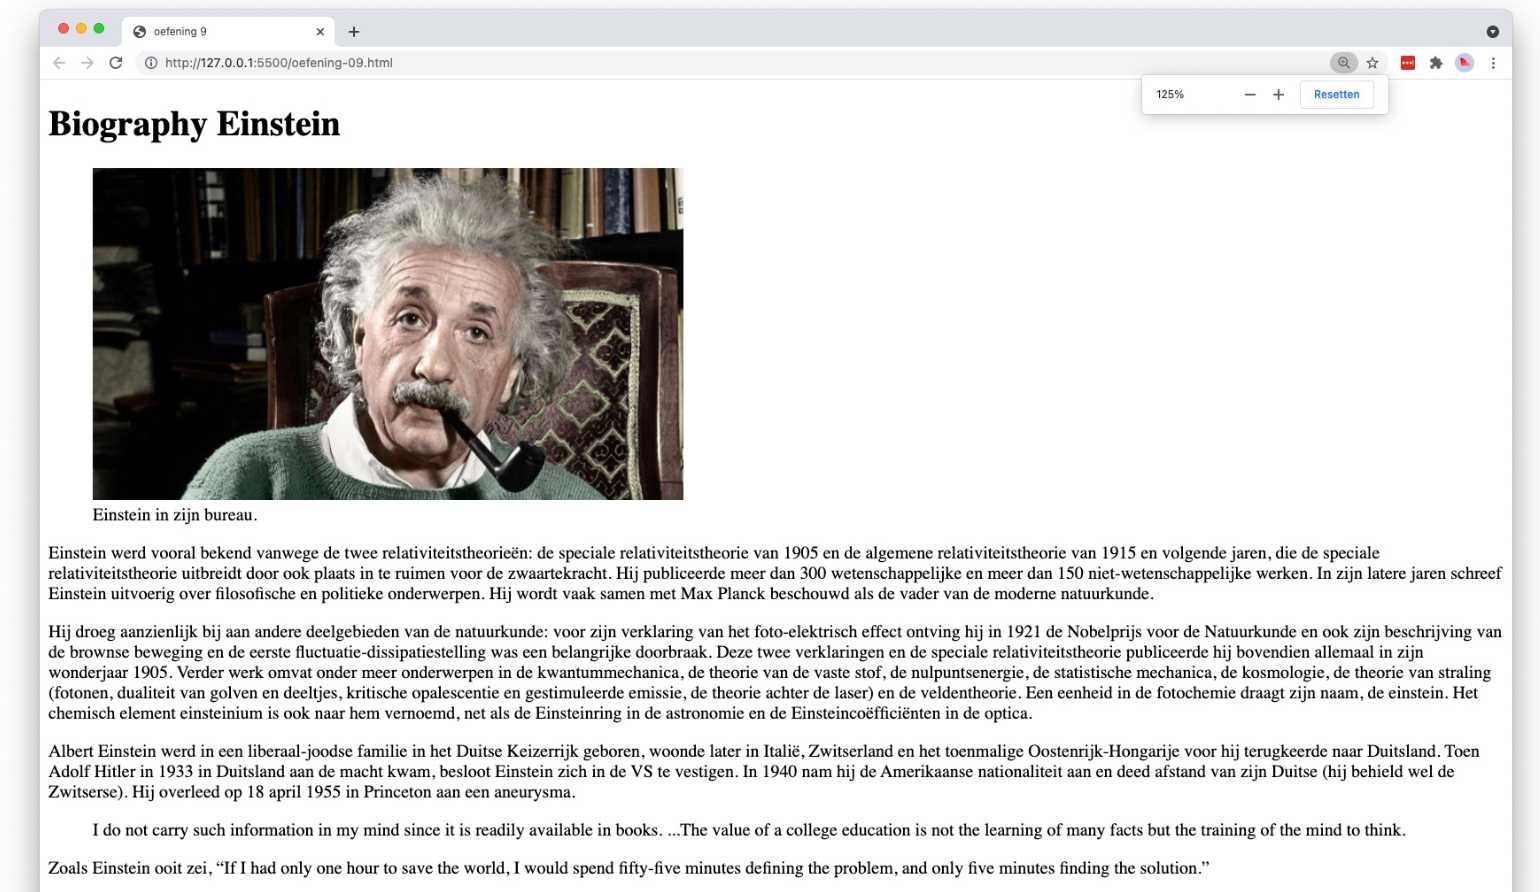 oefening 9
http://127.0.0.1:5500/oefening-09.html
125%
Resetten
Biography Einstein
Einstein in zijn bureau.
Einstein werd vooral bekend vanwege de twee relativiteitstheorieën: de speciale relativiteitstheorie van 1905 en de algemene relativiteitstheorie van 1915 en volgende jaren, die de speciale
relativiteitstheorie uitbreidt door ook plaats in te ruimen voor de zwaartekracht. Hij publiceerde meer dan 300 wetenschappelijke en meer dan 150 niet-wetenschappelijke werken. In zijn latere jaren schreef
Einstein uitvoerig over filosofische en politieke onderwerpen. Hij wordt vaak samen met Max Planck beschouwd als de vader van de moderne natuurkunde.
Hij droeg aanzienlijk bij aan andere deelgebieden van de natuurkunde: voor zijn verklaring van het foto-elektrisch effect ontving hij in 1921 de Nobelprijs voor de Natuurkunde en ook zijn beschrijving van
de brownse beweging en de eerste fluctuatie-dissipatiestelling was een belangrijke doorbraak. Deze twee verklaringen en de speciale relativiteitstheorie publiceerde hij bovendien allemaal in zijn
wonderjaar 1905. Verder werk omvat onder meer onderwerpen in de kwantummechanica, de theorie van de vaste stof, de nulpuntsenergie, de statistische mechanica, de kosmologie, de theorie van straling
(fotonen, dualiteit van golven en deeltjes, kritische opalescentie en gestimuleerde emissie, de theorie achter de laser) en de veldentheorie. Een eenheid in de fotochemie draagt zijn naam, de einstein. Het
chemisch element einsteinium is ook naar hem vernoemd, net als de Einsteinring in de astronomie en de Einsteincoëfficiënten in de optica.
Albert Einstein werd in een liberaal-joodse familie in het Duitse Keizerrijk geboren, woonde later in Italië, Zwitserland en het toenmalige Oostenrijk-Hongarije voor hij terugkeerde naar Duitsland. Toen
Adolf Hitler in 1933 in Duitsland aan de macht kwam, besloot Einstein zich in de VS te vestigen. In 1940 nam hij de Amerikaanse nationaliteit aan en deed afstand van zijn Duitse (hij behield wel de
Zwitserse). Hij overleed op 18 april 1955 in Princeton aan een aneurysma.
I do not carry such information in my mind since it is readily available in books. ...The value of a college education is not the learning of many facts but the training of the mind to think.
Zoals Einstein ooit zei, “If I had only one hour to save the world, I would spend fifty-five minutes defining the problem, and only five minutes finding the solution.”